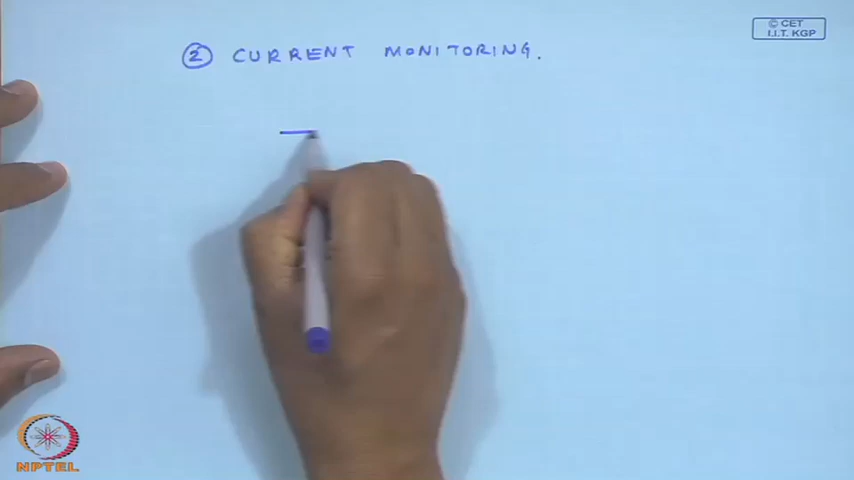 © CET
I.I.T. KGP
② CURRENT MONITORING.
NPTEL